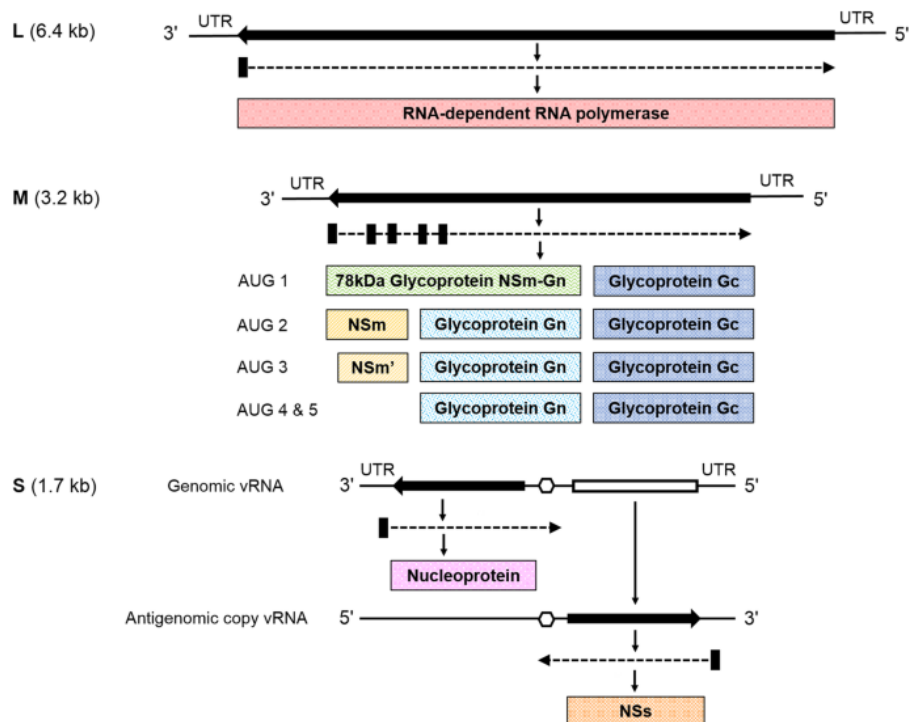 L (6.4 kb)
UTR
UTR
3'
5'
RNA-dependent RNA polymerase
M (3.2 kb)
UTR
UTR
3'
5'
AUG 1
78kDa Glycoprotein NSm-Gn
Glycoprotein Gc
AUG 2
NSm
Glycoprotein Gn
Glycoprotein Gc
AUG 3
NSm’
Glycoprotein Gn
Glycoprotein Gc
AUG 4 & 5
Glycoprotein Gn
Glycoprotein Gc
S (1.7 kb)
Genomic vRNA
UTR
UTR
3'
5'
Nucleoprotein
Antigenomic copy vRNA
5'
3'
NSs